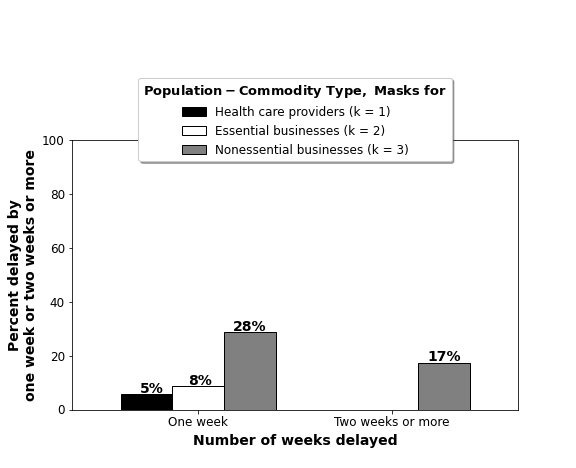 Population − Commodity Type, Masks for
Health care providers (k = 1)
Essential businesses (k = 2)
Nonessential businesses (k = 3)
Percent delayed by
one week or two weeks or more
100
80
60
40
20
0
5%
8%
28%
17%
One week
Two weeks or more
Number of weeks delayed